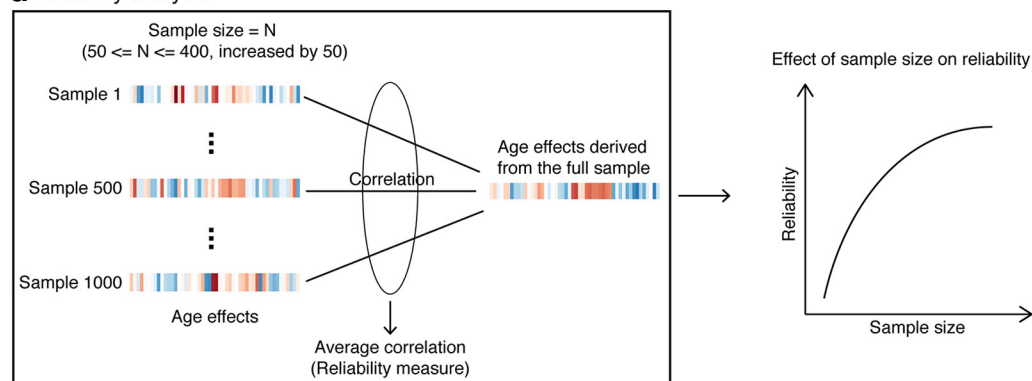 Sample size = N
(50 <= N <= 400, increased by 50)
Sample 1
Sample 500
Sample 1000
Age effects
Correlation
Average correlation
(Reliability measure)
Age effects derived
from the full sample
Effect of sample size on reliability
Reliability
Sample size